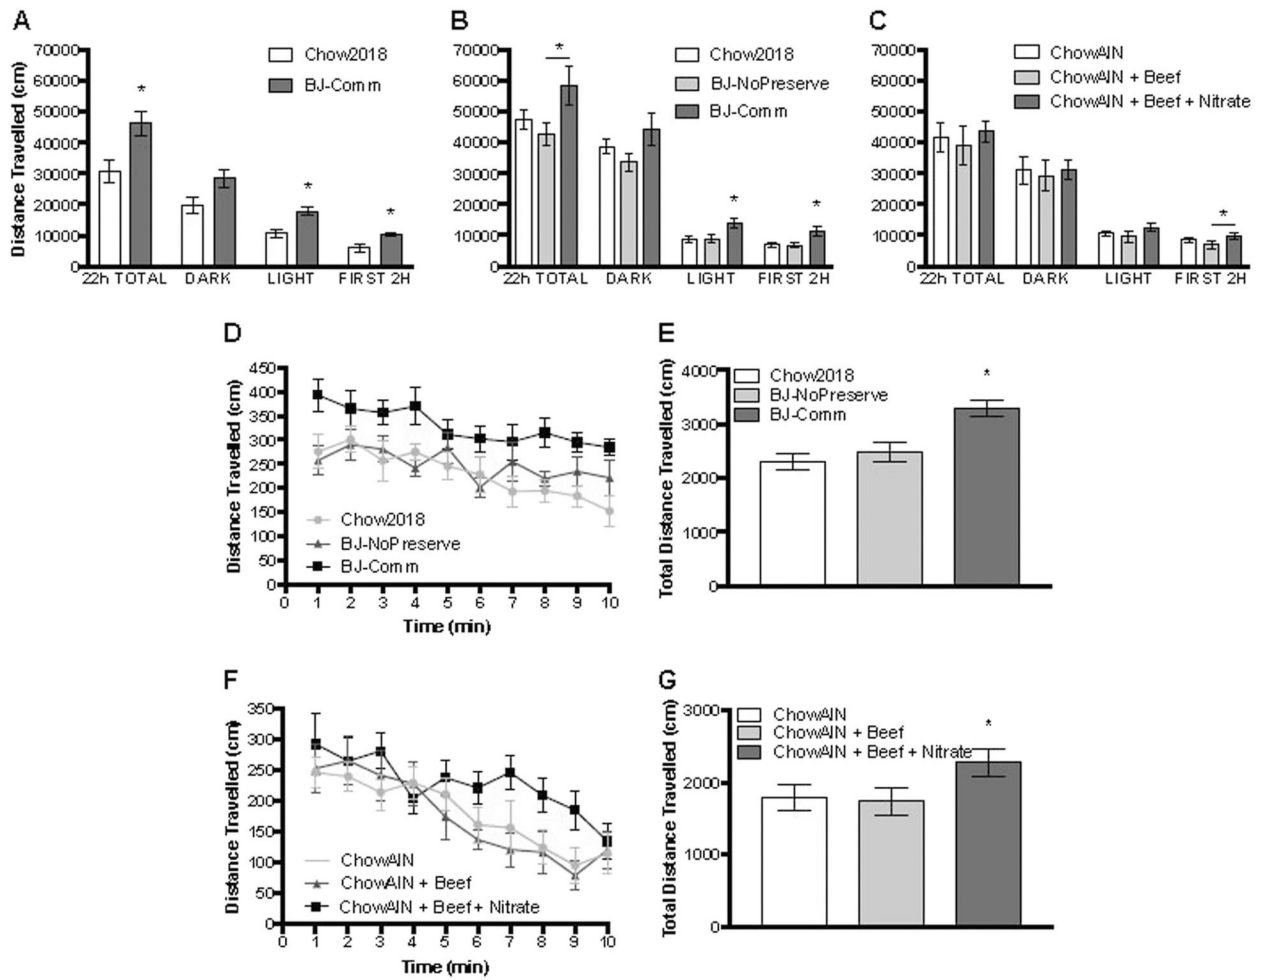 A
Distance Travelled (cm)
70000
60000
50000
40000
30000
20000
10000
0
Chow2018
BJ-Comm
*
*
*
22h TOTAL DARK LIGHT FIRST 2H
B
70000
60000
50000
40000
30000
20000
10000
0
Chow2018
BJ-NoPreserve
BJ-Comm
*
*
*
22h TOTAL DARK LIGHT FIRST 2H
C
70000
60000
50000
40000
30000
20000
10000
0
ChowAIN
ChowAIN + Beef
ChowAIN + Beef + Nitrate
*
22h TOTAL DARK LIGHT FIRST 2H
D
Distance Travelled (cm)
450
400
350
300
250
200
150
100
50
0
Chow2018
BJ-NoPreserve
BJ-Comm
0 1 2 3 4 5 6 7 8 9 10
Time (min)
E
Total Distance Travelled (cm)
4000
3000
2000
1000
0
Chow2018
BJ-NoPreserve
BJ-Comm
*
F
Distance Travelled (cm)
350
300
250
200
150
100
50
0
ChowAIN
ChowAIN + Beef
ChowAIN + Beef + Nitrate
0 1 2 3 4 5 6 7 8 9 10
Time (min)
G
Total Distance Travelled (cm)
3000
2000
1000
0
ChowAIN
ChowAIN + Beef
ChowAIN + Beef + Nitrate
*